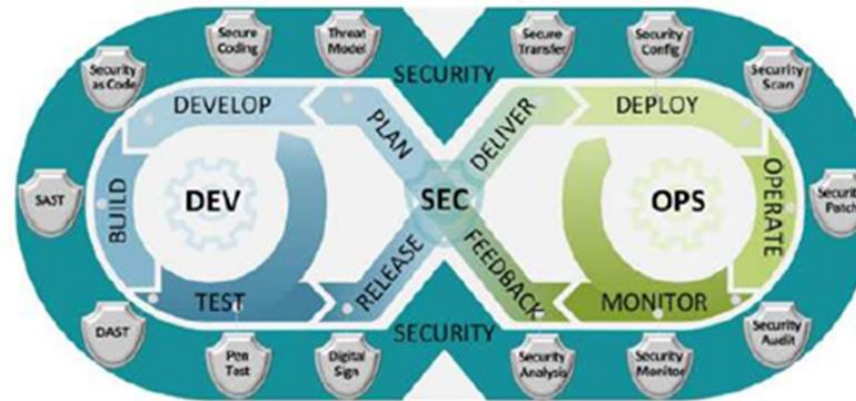 Secure
Coding
Threat
Model
Secure
Transfer
Security
Config
Security
as Code
SECURITY
Security
Scan
DEVELOP
PLAN
DELIVER
DEPLOY
SAST
BUILD
DEV
SEC
OPS
OPERATE
Security
Patch
TEST
RELEASE
FEEDBACK
MONITOR
DAST
SECURITY
Security
Audit
Pen
Test
Digital
Sign
Security
Analysis
Security
Monitor